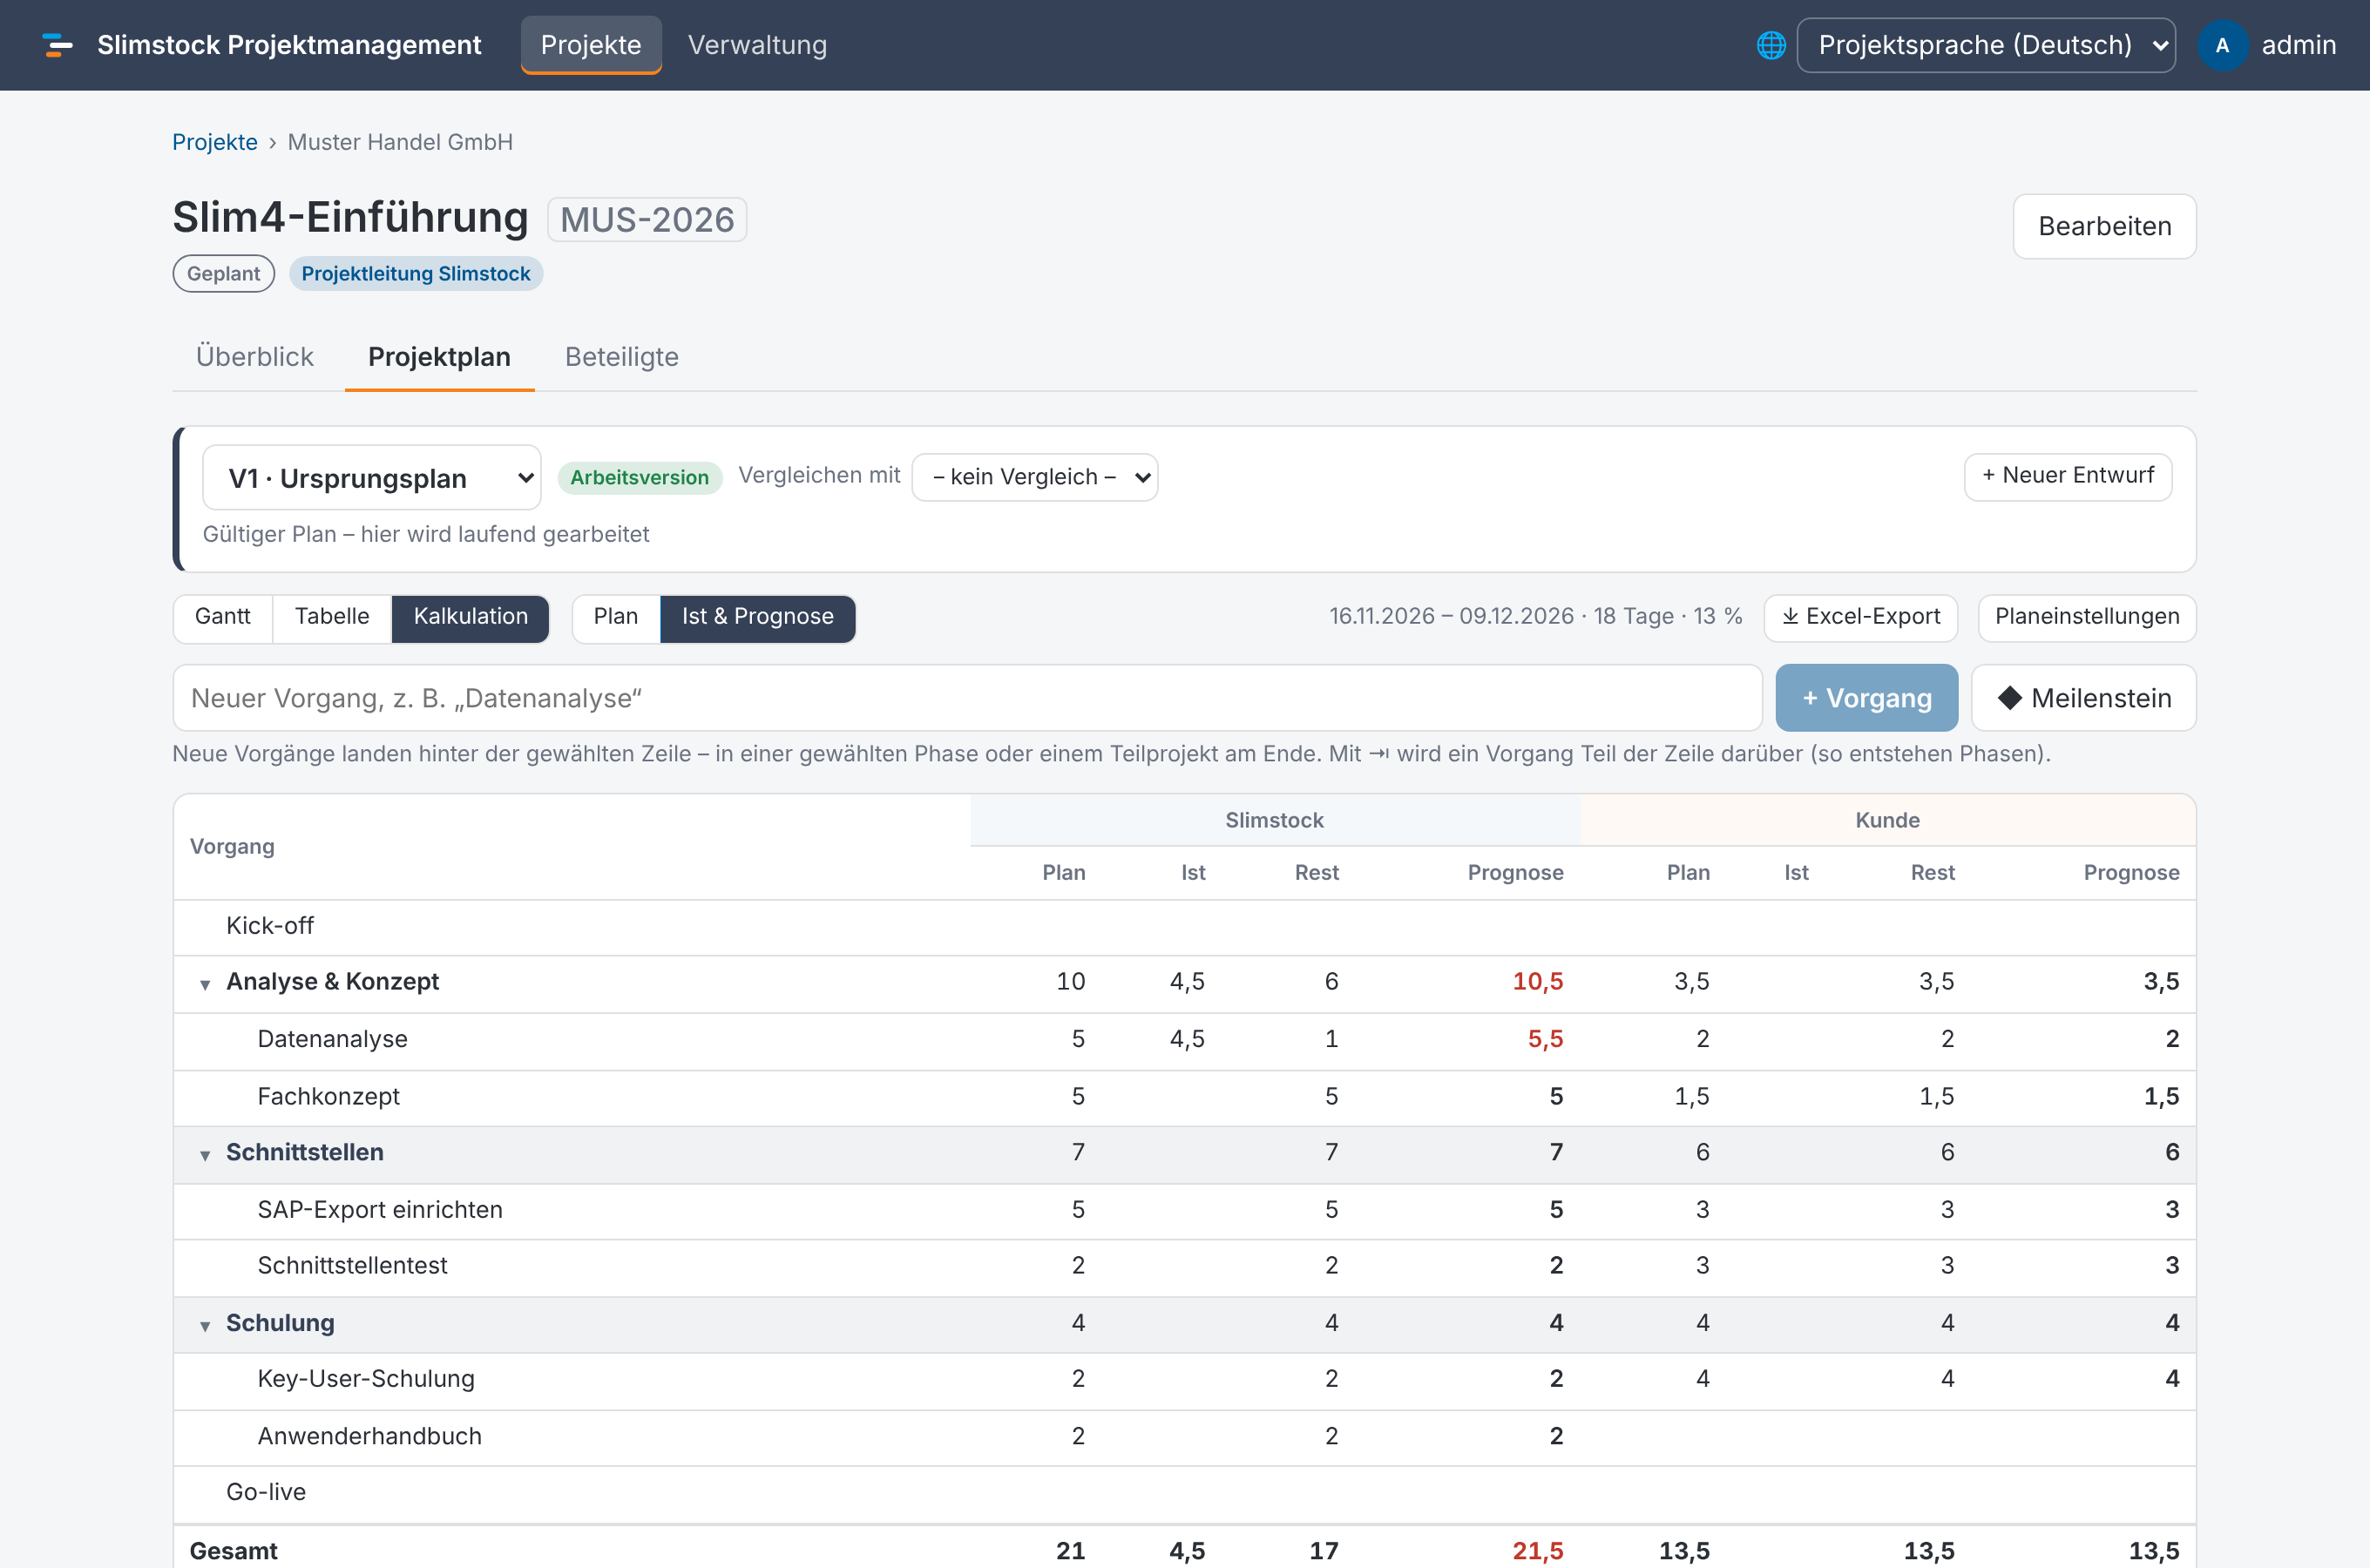 Slimstock Projektmanagement Projekte Verwaltung Projektsprache (Deutsch) A admin
Projekte › Muster Handel GmbH
Slim4-Einführung MUS-2026 Bearbeiten
Geplant Projektleitung Slimstock
Überblick Projektplan Beteiligte
V1 · Ursprungsplan Arbeitsversion Vergleichen mit – kein Vergleich – + Neuer Entwurf
Gültiger Plan – hier wird laufend gearbeitet
Gantt Tabelle Kalkulation Plan Ist & Prognose 16.11.2026 – 09.12.2026 · 18 Tage · 13 % Excel-Export Planeinstellungen
Neuer Vorgang, z. B. „Datenanalyse“ + Vorgang ◆ Meilenstein
Neue Vorgänge landen hinter der gewählten Zeile – in einer gewählten Phase oder einem Teilprojekt am Ende. Mit ⇥ wird ein Vorgang Teil der Zeile darüber (so entstehen Phasen).
Vorgang Slimstock Kunde
Plan Ist Rest Prognose Plan Ist Rest Prognose
Kick-off
▾ Analyse & Konzept 10 4,5 6 10,5 3,5 3,5 3,5
Datenanalyse 5 4,5 1 5,5 2 2 2
Fachkonzept 5 5 5 1,5 1,5 1,5
▾ Schnittstellen 7 7 7 6 6 6
SAP-Export einrichten 5 5 5 3 3 3
Schnittstellentest 2 2 2 3 3 3
▾ Schulung 4 4 4 4 4 4
Key-User-Schulung 2 2 2 4 4 4
Anwenderhandbuch 2 2 2
Go-live
Gesamt 21 4,5 17 21,5 13,5 13,5 13,5